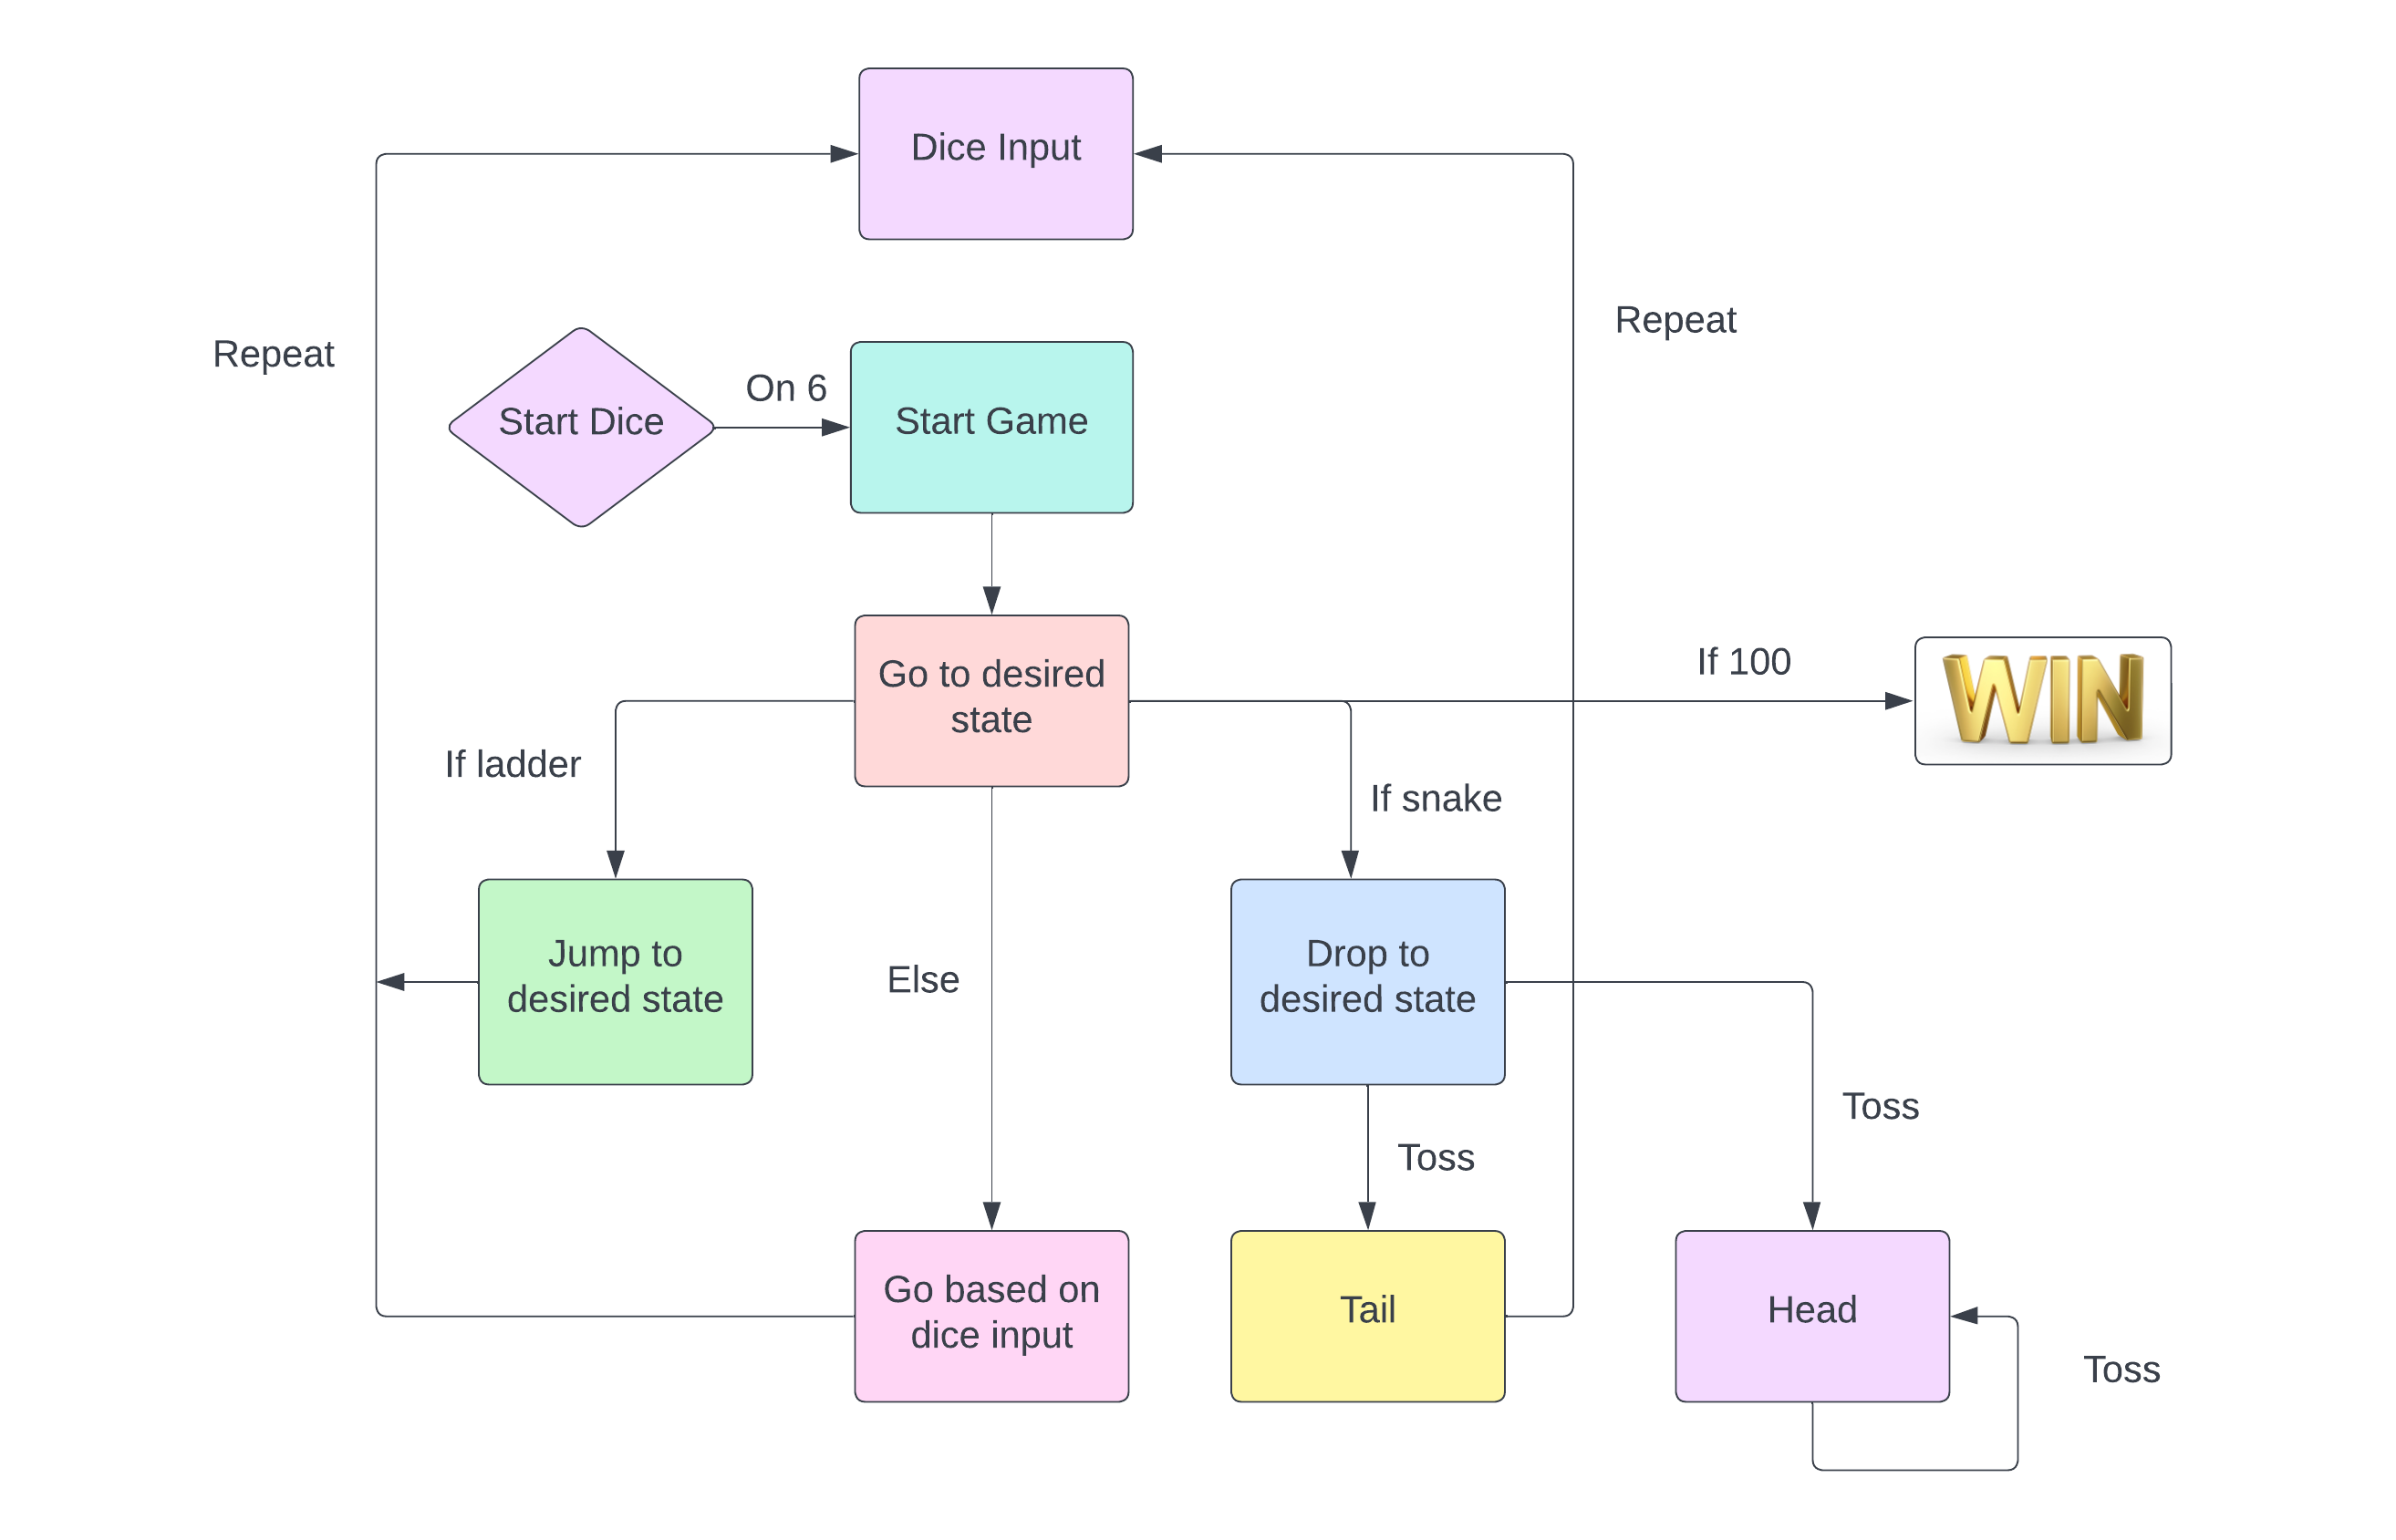 Dice Input
Repeat
Repeat
On 6
Start Dice
Start Game
Go to desired
state
If 100
WIN
If ladder
If snake
Jump to
desired state
Else
Drop to
desired state
Toss
Toss
Go based on
dice input
Tail
Head
Toss